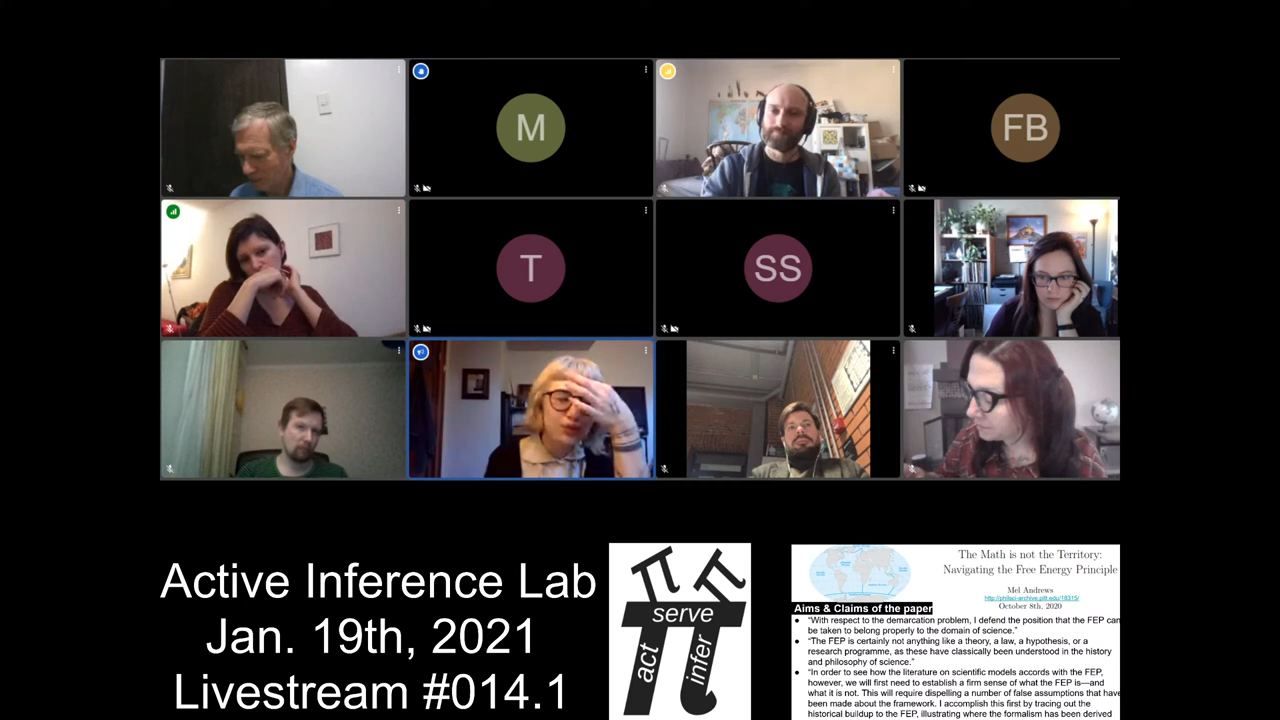 M
FB
T
SS
Active Inference Lab
Jan. 19th, 2021
Livestream #014.1
act
serve
infer
The Math is not the Territory:
Navigating the Free Energy Principle
Mel Andrews
http://philsci-archive.pitt.edu/18315/
October 8th, 2020
Aims & Claims of the paper
● “With respect to the demarcation problem, I defend the position that the FEP can
be taken to belong properly to the domain of science.”
● “The FEP is certainly not anything like a theory, a law, a hypothesis, or a
research programme, as these have classically been understood in the history
and philosophy of science.”
● “In order to see how the literature on scientific models accords with the FEP,
however, we will first need to establish a firm sense of what the FEP is—and
what it is not. This will require dispelling a number of false assumptions that have
been made about the framework. I accomplish this first by tracing out the
historical buildup to the FEP, illustrating where the formalism has been derived